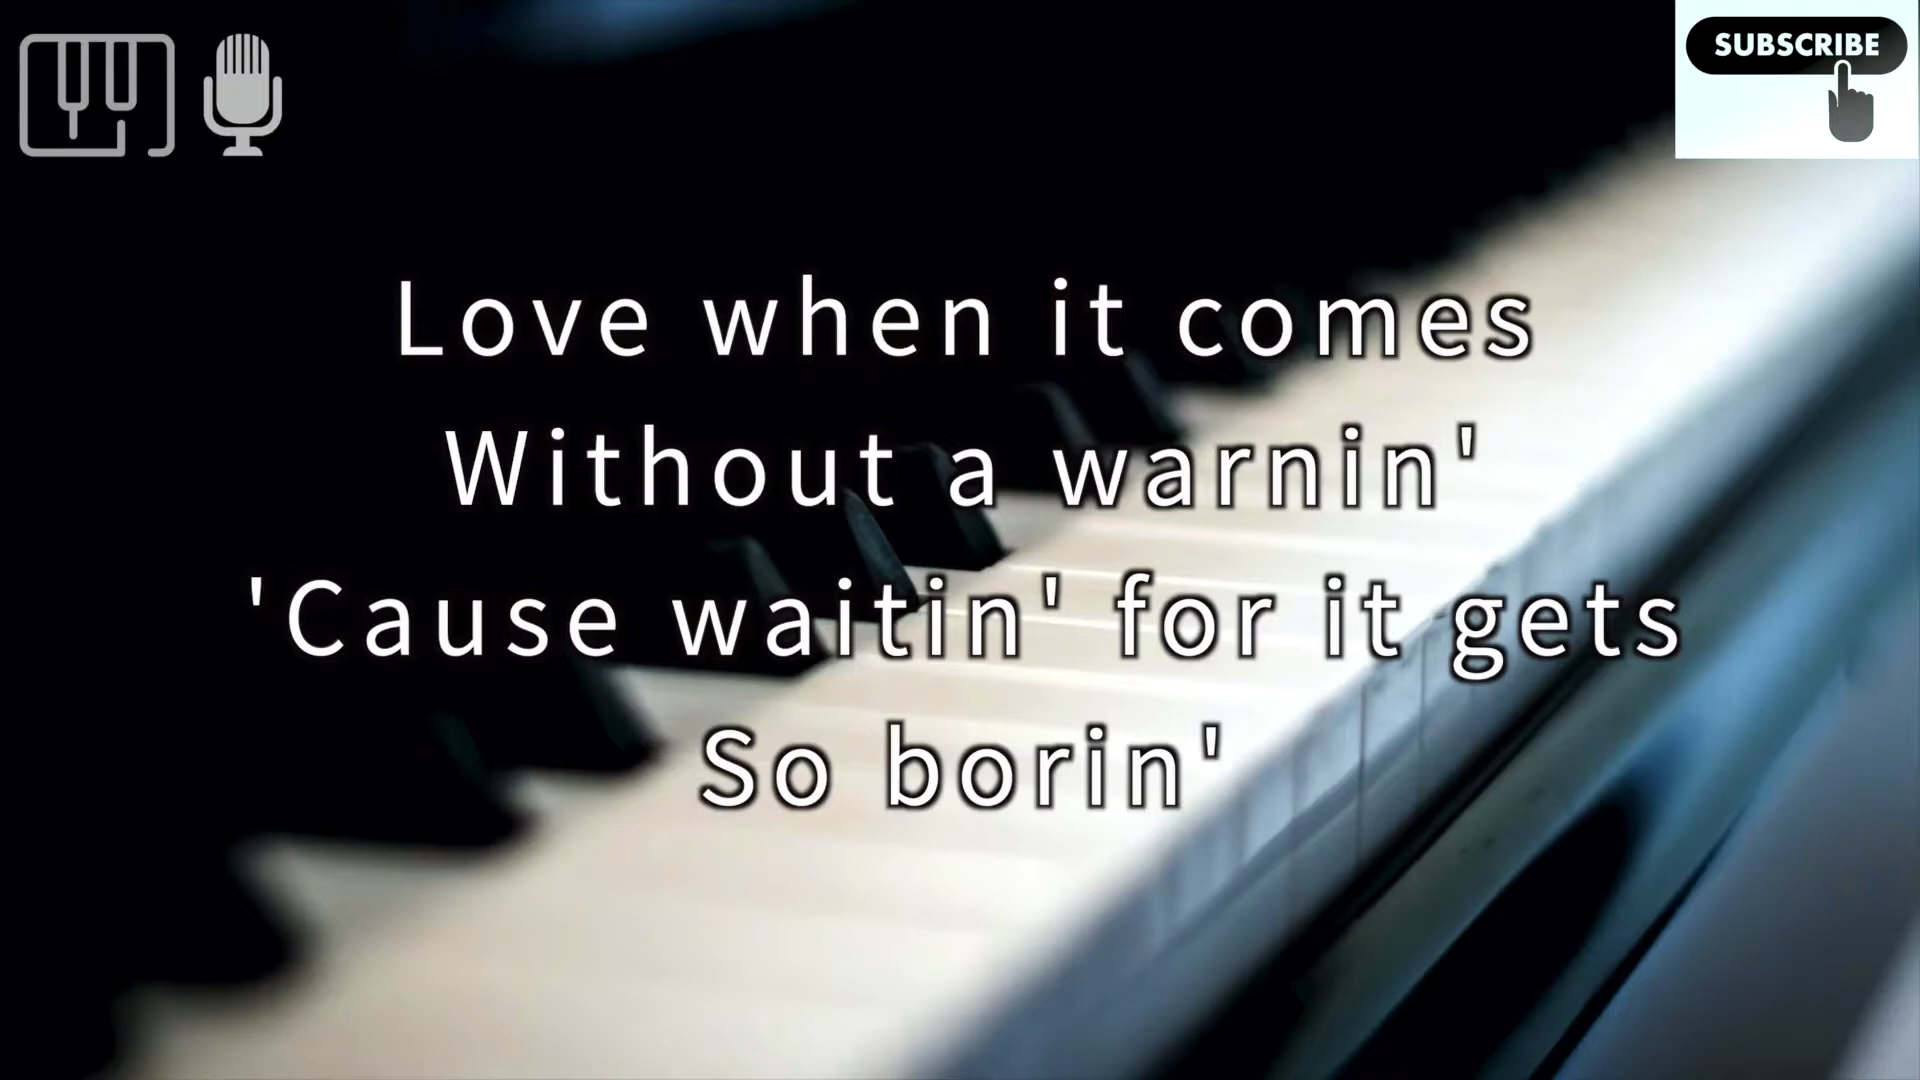 SUBSCRIBE
Love when it comes
Without a warnin'
'Cause waitin' for it gets
So borin'